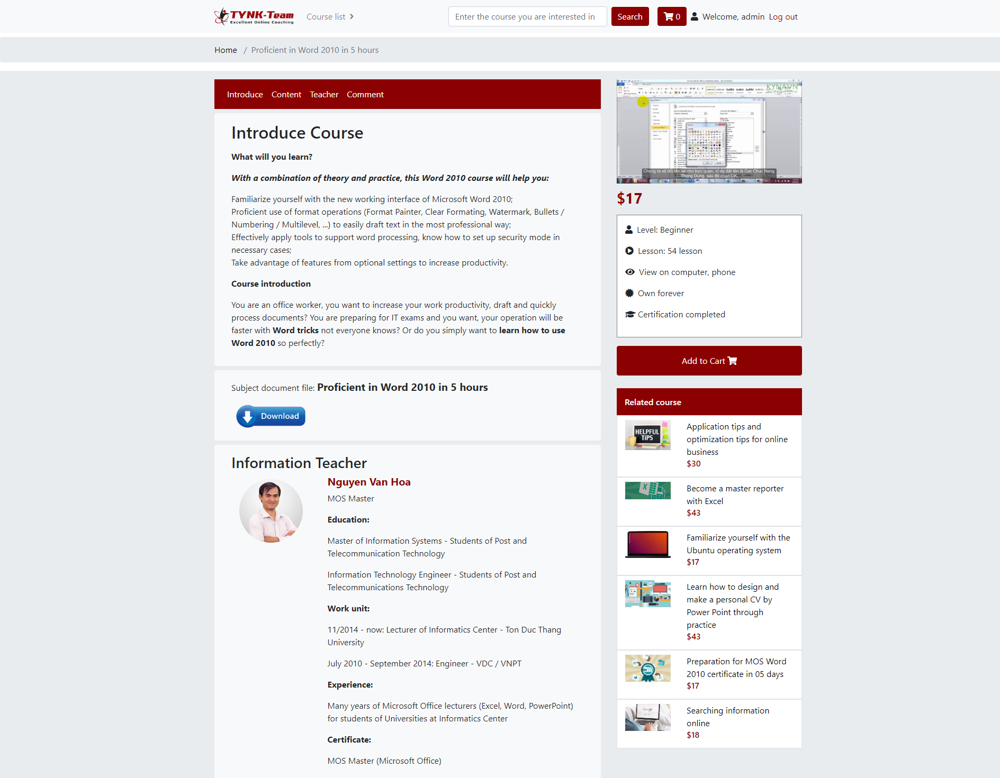 TYNK-Team
Excellent Online Coaching
Course list
Enter the course you are interested in
Search
0
Welcome, admin
Log out
Home / Proficient in Word 2010 in 5 hours
Introduce Content Teacher Comment
Introduce Course
What will you learn?
With a combination of theory and practice, this Word 2010 course will help you:
Familiarize yourself with the new working interface of Microsoft Word 2010;
Proficient use of format operations (Format Painter, Clear Formating, Watermark, Bullets /
Numbering / Multilevel, ...) to easily draft text in the most professional way;
Effectively apply tools to support word processing, know how to set up security mode in
necessary cases;
Take advantage of features from optional settings to increase productivity.
Course introduction
You are an office worker, you want to increase your work productivity, draft and quickly
process documents? You are preparing for IT exams and you want, your operation will be
faster with Word tricks not everyone knows? Or do you simply want to learn how to use
Word 2010 so perfectly?
Subject document file: Proficient in Word 2010 in 5 hours
Download
Information Teacher
Nguyen Van Hoa
MOS Master
Education:
Master of Information Systems - Students of Post and
Telecommunication Technology
Information Technology Engineer - Students of Post and
Telecommunications Technology
Work unit:
11/2014 - now: Lecturer of Informatics Center - Ton Duc Thang
University
July 2010 - September 2014: Engineer - VDC / VNPT
Experience:
Many years of Microsoft Office lecturers (Excel, Word, PowerPoint)
for students of Universities at Informatics Center
Certificate:
MOS Master (Microsoft Office)
KYNA.VN
Chúng ta sẽ đổi tên lại cho trực quan, ví dụ đặt tên là Cac Chuc Nang
Thong Dung, sau đó chọn OK
$17
Level: Beginner
Lesson: 54 lesson
View on computer, phone
Own forever
Certification completed
Add to Cart
Related course
HELPFUL
TIPS
Application tips and
optimization tips for online
business
$30
Become a master reporter
with Excel
$43
Familiarize yourself with the
Ubuntu operating system
$17
Learn how to design and
make a personal CV by
Power Point through
practice
$43
Preparation for MOS Word
2010 certificate in 05 days
$17
Google
Searching information
online
$18